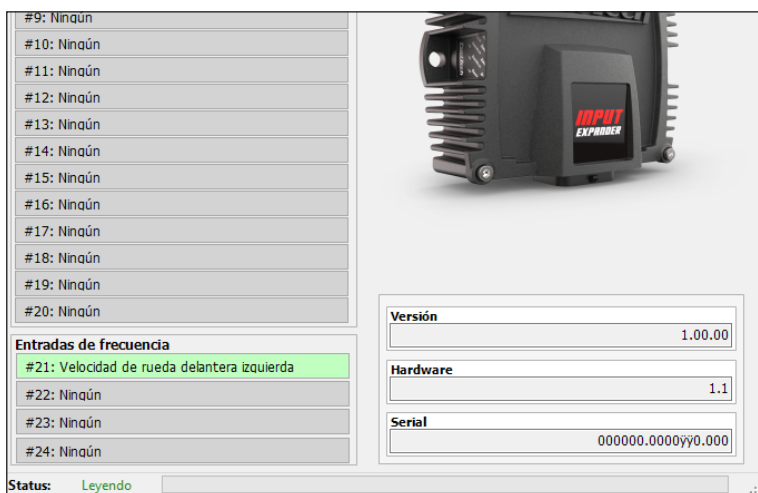 #9: Ningún
#10: Ningún
#11: Ningún
#12: Ningún
#13: Ningún
#14: Ningún
#15: Ningún
#16: Ningún
#17: Ningún
#18: Ningún
#19: Ningún
#20: Ningún
Entradas de frecuencia
#21: Velocidad de rueda delantera izquierda
#22: Ningún
#23: Ningún
#24: Ningún
INPUT
EXPANDER
Versión
1.00.00
Hardware
1.1
Serial
000000.0000ÿÿ0.000
Status: Leyendo